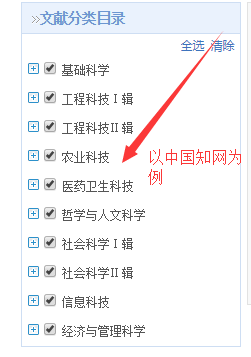 »文献分类目录
全选 清除
基础科学
工程科技Ⅰ辑
工程科技Ⅱ辑
农业科技
医药卫生科技
哲学与人文科学
社会科学Ⅰ辑
社会科学Ⅱ辑
信息科技
经济与管理科学
以中国知网为
例